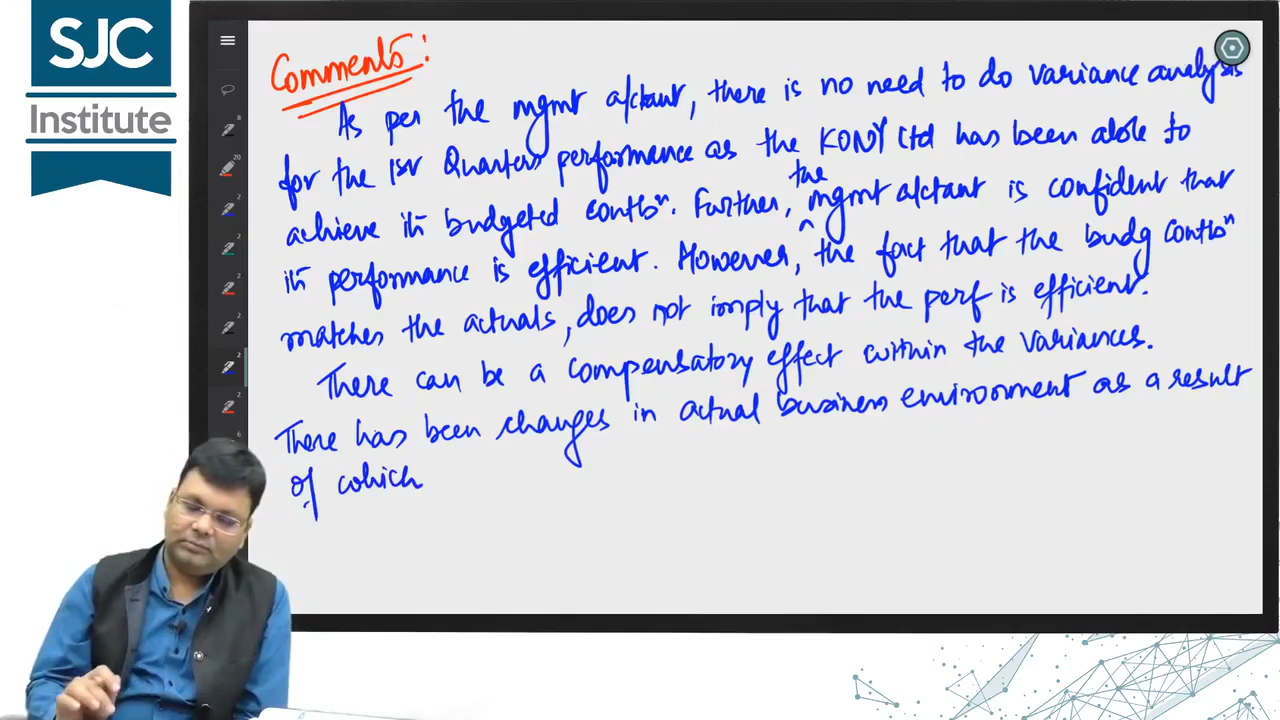 SJC
Institute
Comments:
As per the mgmt a/ctant, there is no need to do variance analysis
for the 1st Quarters performance as the KONY Ltd has been able to
achieve its budgeted contbn. Further, the mgmt a/ctant is confident that
its performance is efficient. However, the fact that the budg contbn
matches the actuals, does not imply that the perf is efficient.
There can be a compensatory effect within the variances.
There has been changes in actual business environment as a result
of which